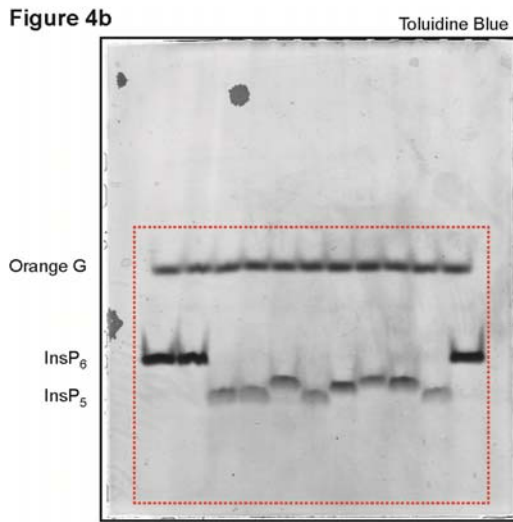 Figure 4b
Toluidine Blue
Orange G
InsP₆
InsP₅